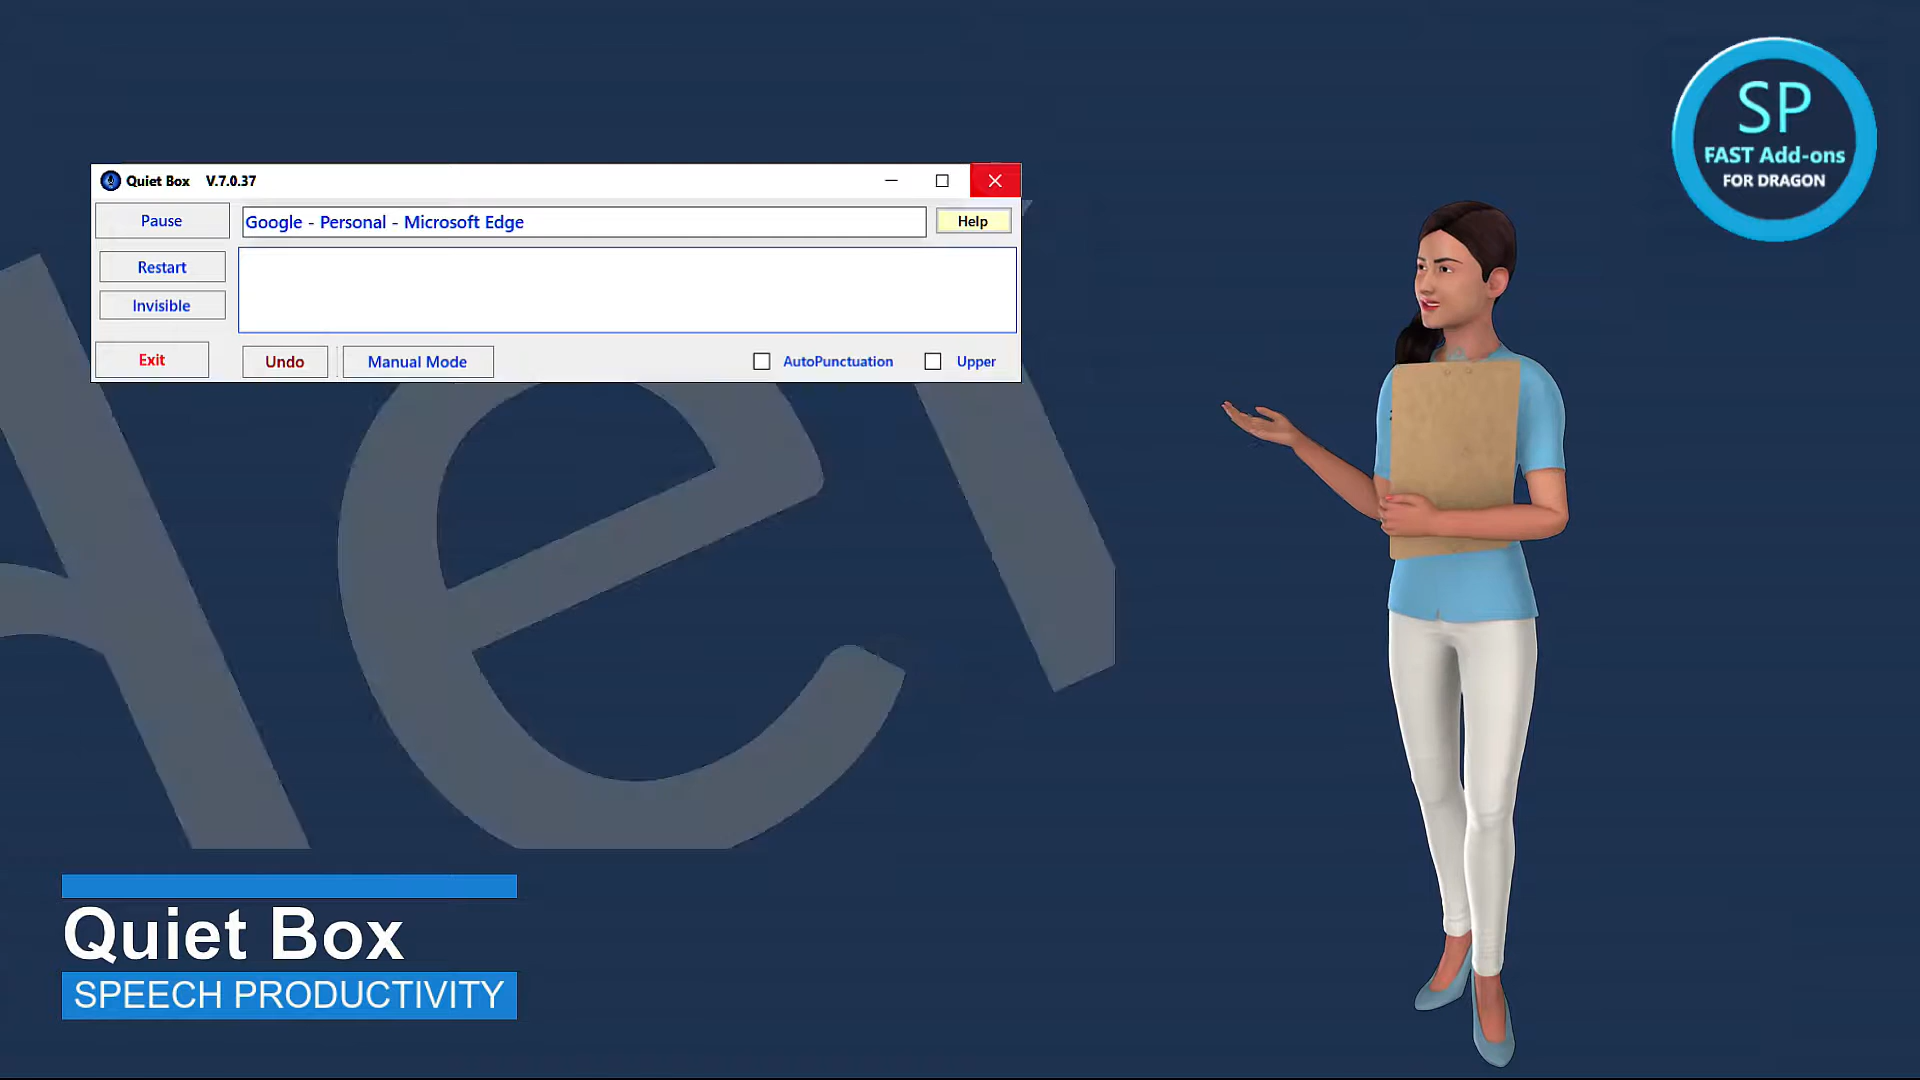 SP
FAST Add-ons
FOR DRAGON
Quiet Box V.7.0.37
Pause
Google - Personal - Microsoft Edge
Help
Restart
Invisible
Exit
Undo
Manual Mode
AutoPunctuation
Upper
Quiet Box
SPEECH PRODUCTIVITY